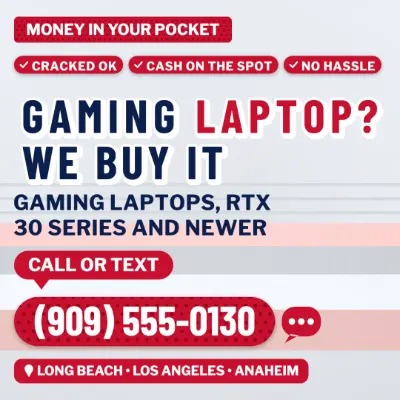 MONEY IN YOUR POCKET
✓ CRACKED OK ✓ CASH ON THE SPOT ✓ NO HASSLE
GAMING LAPTOP?
WE BUY IT
GAMING LAPTOPS, RTX
30 SERIES AND NEWER
CALL OR TEXT
(909) 555-0130
LONG BEACH • LOS ANGELES • ANAHEIM